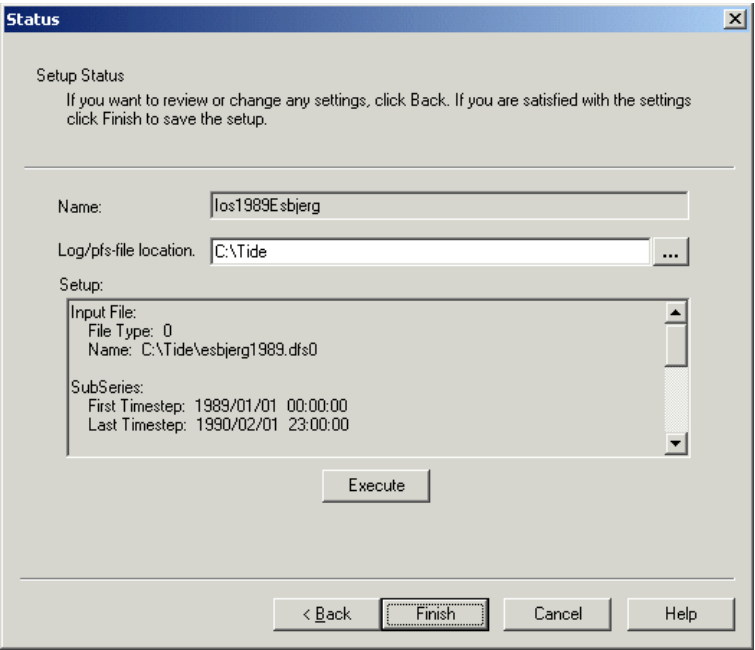 Status
Setup Status
If you want to review or change any settings, click Back. If you are satisfied with the settings
click Finish to save the setup.
Name:
Ios1989Esbjerg
Log/pfs-file location.
C:\Tide
...
Setup:
Input File:
File Type: 0
Name: C:\Tide\esbjerg1989.dfs0
SubSeries:
First Timestep: 1989/01/01 00:00:00
Last Timestep: 1990/02/01 23:00:00
Execute
< Back
Finish
Cancel
Help